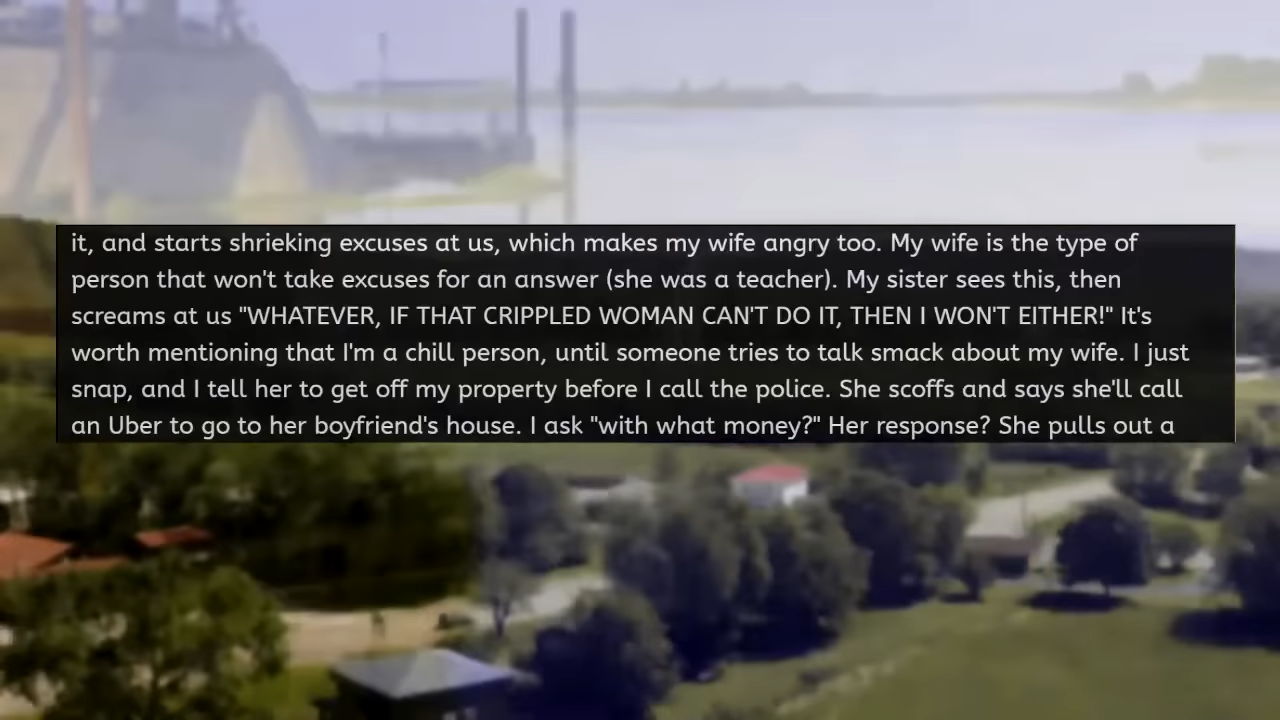 it, and starts shrieking excuses at us, which makes my wife angry too. My wife is the type of
person that won't take excuses for an answer (she was a teacher). My sister sees this, then
screams at us "WHATEVER, IF THAT CRIPPLED WOMAN CAN'T DO IT, THEN I WON'T EITHER!" It's
worth mentioning that I'm a chill person, until someone tries to talk smack about my wife. I just
snap, and I tell her to get off my property before I call the police. She scoffs and says she'll call
an Uber to go to her boyfriend's house. I ask "with what money?" Her response? She pulls out a